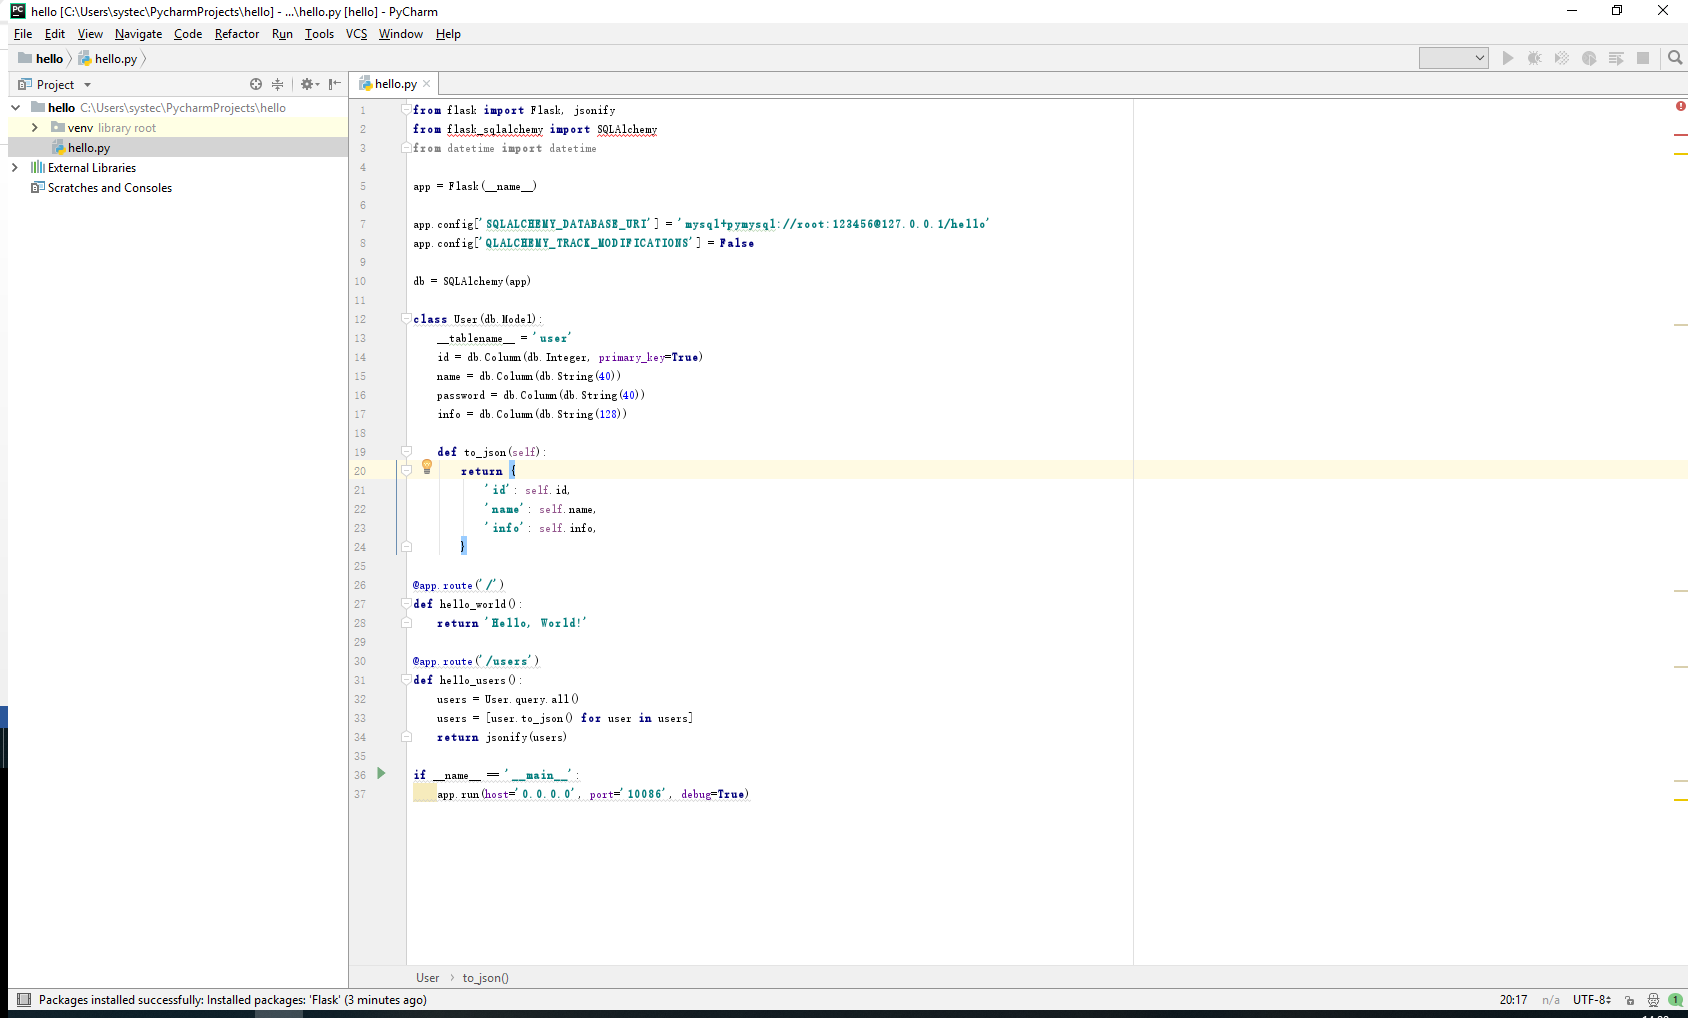 hello [C:\Users\systec\PycharmProjects\hello] - ...\hello.py [hello] - PyCharm
File Edit View Navigate Code Refactor Run Tools VCS Window Help
hello hello.py
Project
hello.py
hello C:\Users\systec\PycharmProjects\hello
venv library root
hello.py
External Libraries
Scratches and Consoles
1 from flask import Flask, jsonify
2 from flask_sqlalchemy import SQLAlchemy
3 from datetime import datetime
4
5 app = Flask(__name__)
6
7 app.config['SQLALCHEMY_DATABASE_URI'] = 'mysql+pymysql://root:123456@127.0.0.1/hello'
8 app.config['QLALCHEMY_TRACK_MODIFICATIONS'] = False
9
10 db = SQLAlchemy(app)
11
12 class User(db.Model):
13 __tablename__ = 'user'
14 id = db.Column(db.Integer, primary_key=True)
15 name = db.Column(db.String(40))
16 password = db.Column(db.String(40))
17 info = db.Column(db.String(128))
18
19 def to_json(self):
20 return {
21 'id': self.id,
22 'name': self.name,
23 'info': self.info,
24 }
25
26 @app.route('/')
27 def hello_world():
28 return 'Hello, World!'
29
30 @app.route('/users')
31 def hello_users():
32 users = User.query.all()
33 users = [user.to_json() for user in users]
34 return jsonify(users)
35
36 if __name__ == '__main__':
37 app.run(host='0.0.0.0', port='10086', debug=True)
User > to_json()
Packages installed successfully: Installed packages: 'Flask' (3 minutes ago)
20:17 n/a UTF-8 1